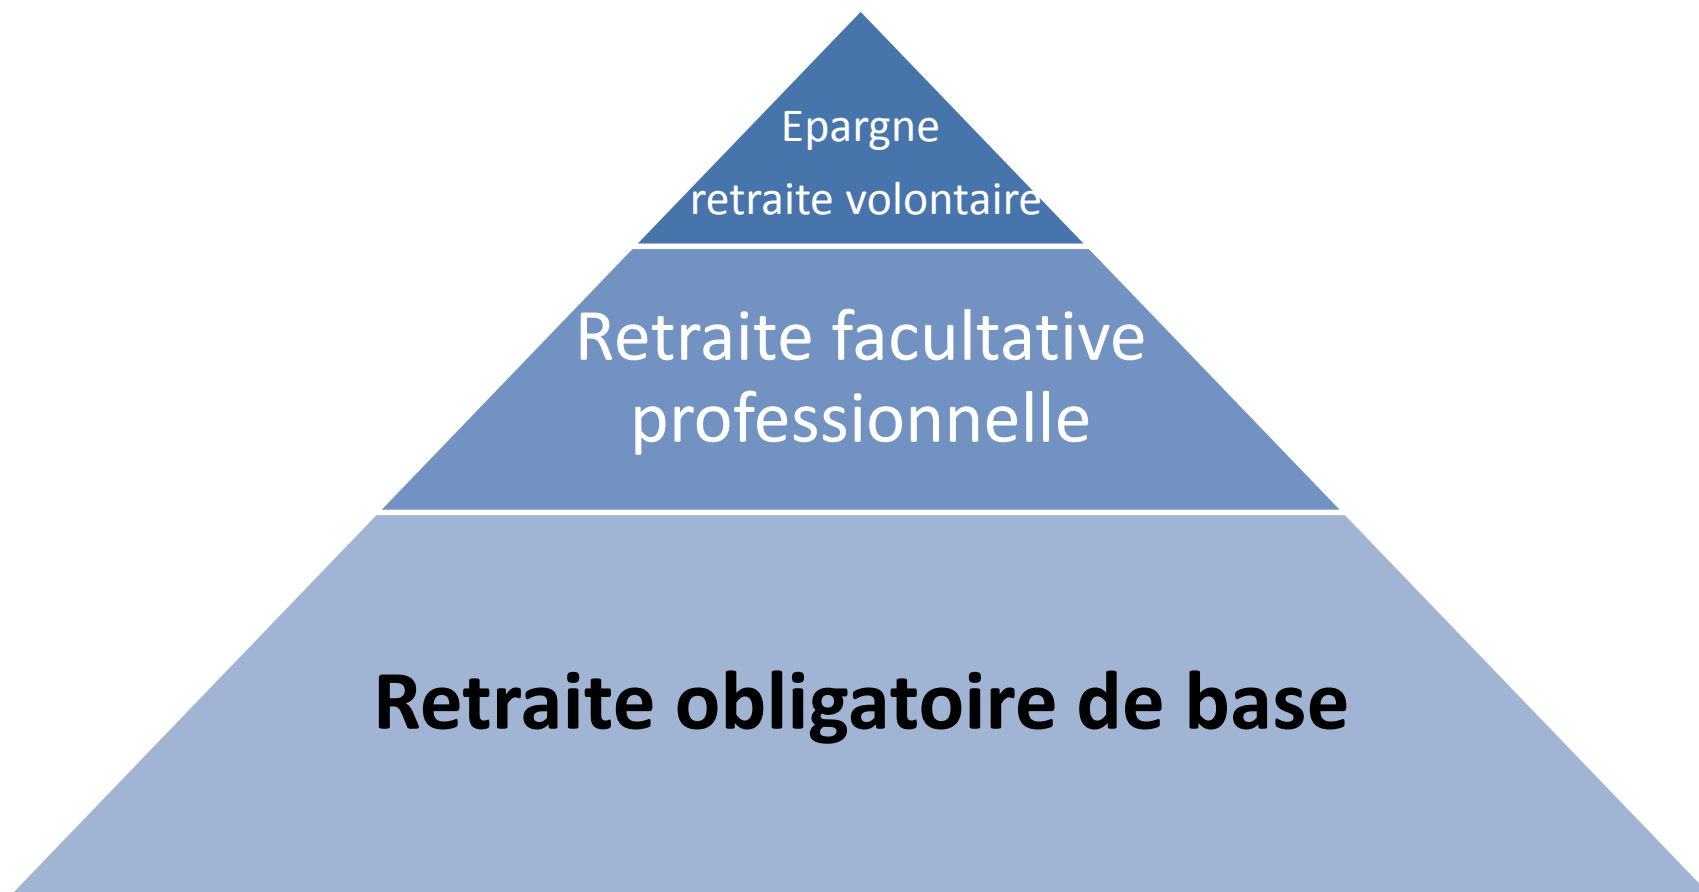 Epargne
retraite volontaire
Retraite facultative
professionnelle
Retraite obligatoire de base